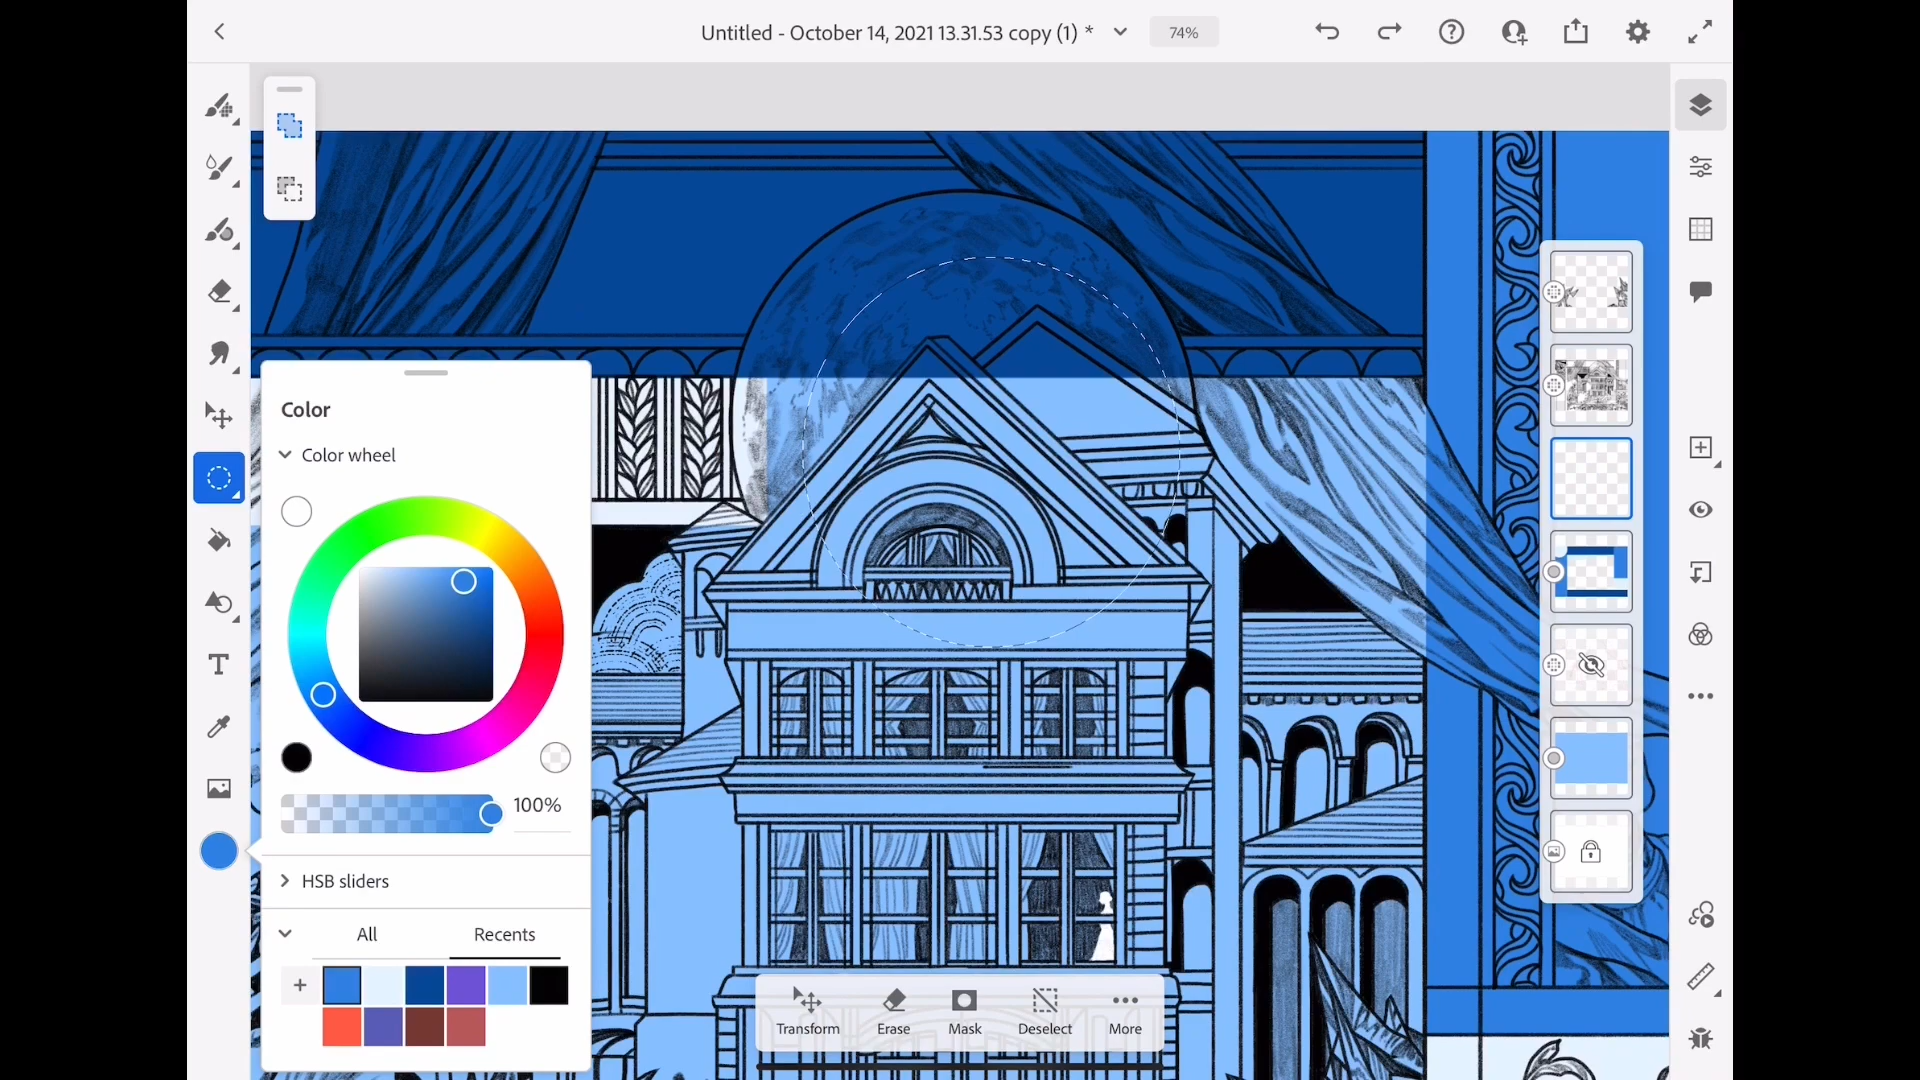 Untitled - October 14, 2021 13.31.53 copy (1) *
74%
Color
Color wheel
100%
HSB sliders
All
Recents
Transform
Erase
Mask
Deselect
More